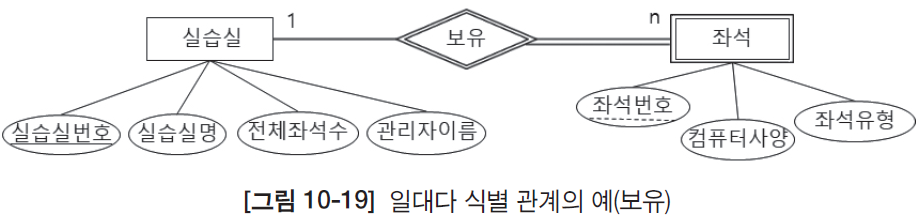 실습실 1 보유 n 좌석
실습실번호 실습실명 전체좌석수 관리자이름 좌석번호 컴퓨터사양 좌석유형
[그림 10-19] 일대다 식별 관계의 예(보유)